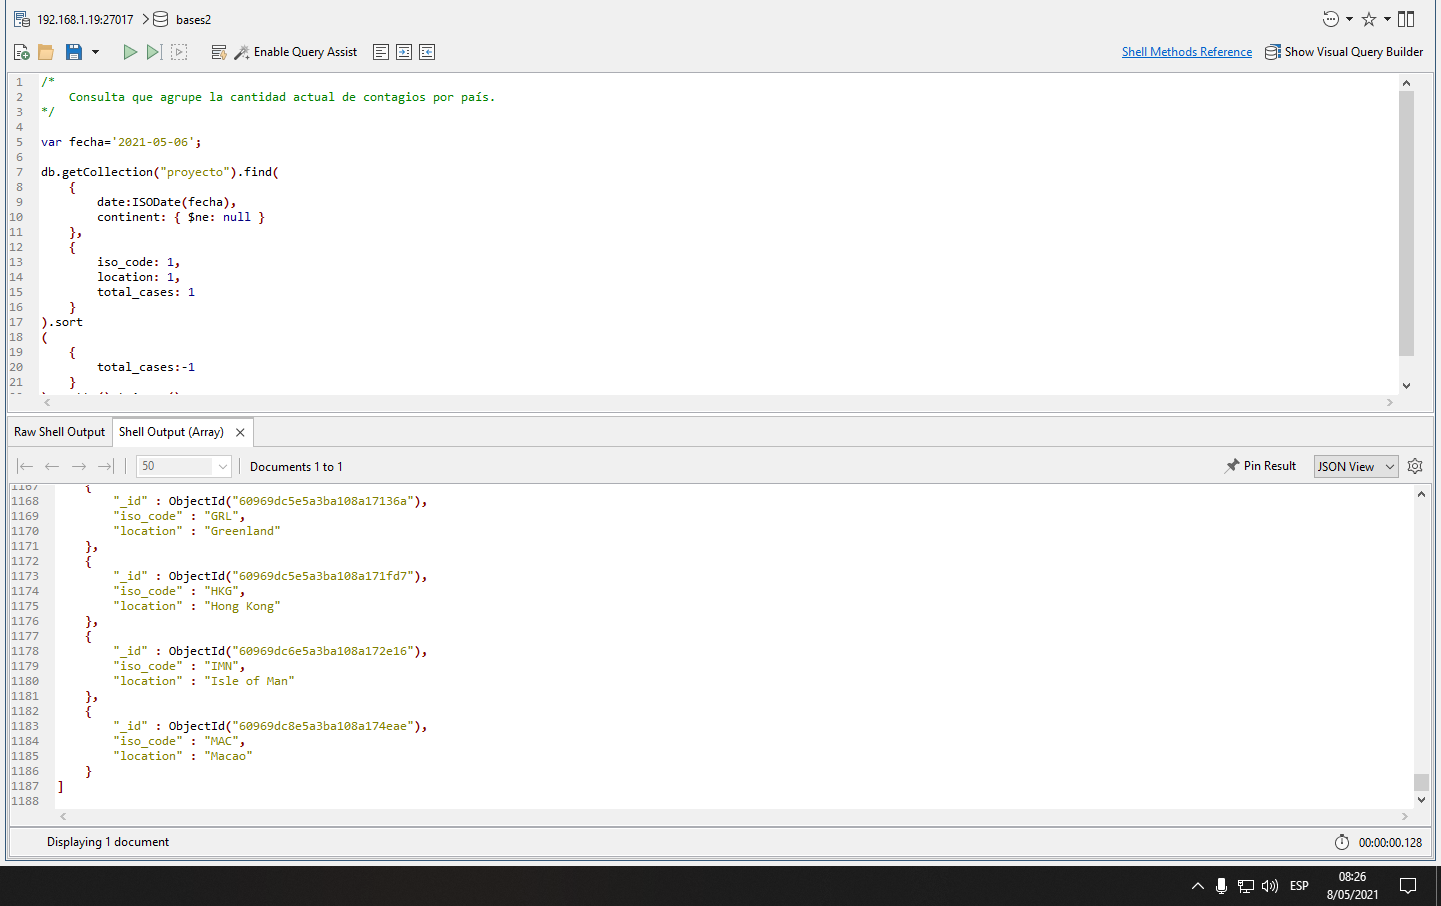 192.168.1.19:27017 bases2
Enable Query Assist Shell Methods Reference Show Visual Query Builder
1 /*
2 Consulta que agrupe la cantidad actual de contagios por país.
3 */
4
5 var fecha='2021-05-06';
6
7 db.getCollection("proyecto").find(
8 {
9 date:ISODate(fecha),
10 continent: { $ne: null }
11 },
12 {
13 iso_code: 1,
14 location: 1,
15 total_cases: 1
16 }
17 ).sort
18 (
19 {
20 total_cases:-1
21 }
Raw Shell Output Shell Output (Array)
50 Documents 1 to 1 Pin Result JSON View
1167 {
1168 "_id" : ObjectId("60969dc5e5a3ba108a17136a"),
1169 "iso_code" : "GRL",
1170 "location" : "Greenland"
1171 },
1172 {
1173 "_id" : ObjectId("60969dc5e5a3ba108a171fd7"),
1174 "iso_code" : "HKG",
1175 "location" : "Hong Kong"
1176 },
1177 {
1178 "_id" : ObjectId("60969dc6e5a3ba108a172e16"),
1179 "iso_code" : "IMN",
1180 "location" : "Isle of Man"
1181 },
1182 {
1183 "_id" : ObjectId("60969dc8e5a3ba108a174eae"),
1184 "iso_code" : "MAC",
1185 "location" : "Macao"
1186 }
1187 ]
1188
Displaying 1 document 00:00:00.128
ESP 08:26
8/05/2021